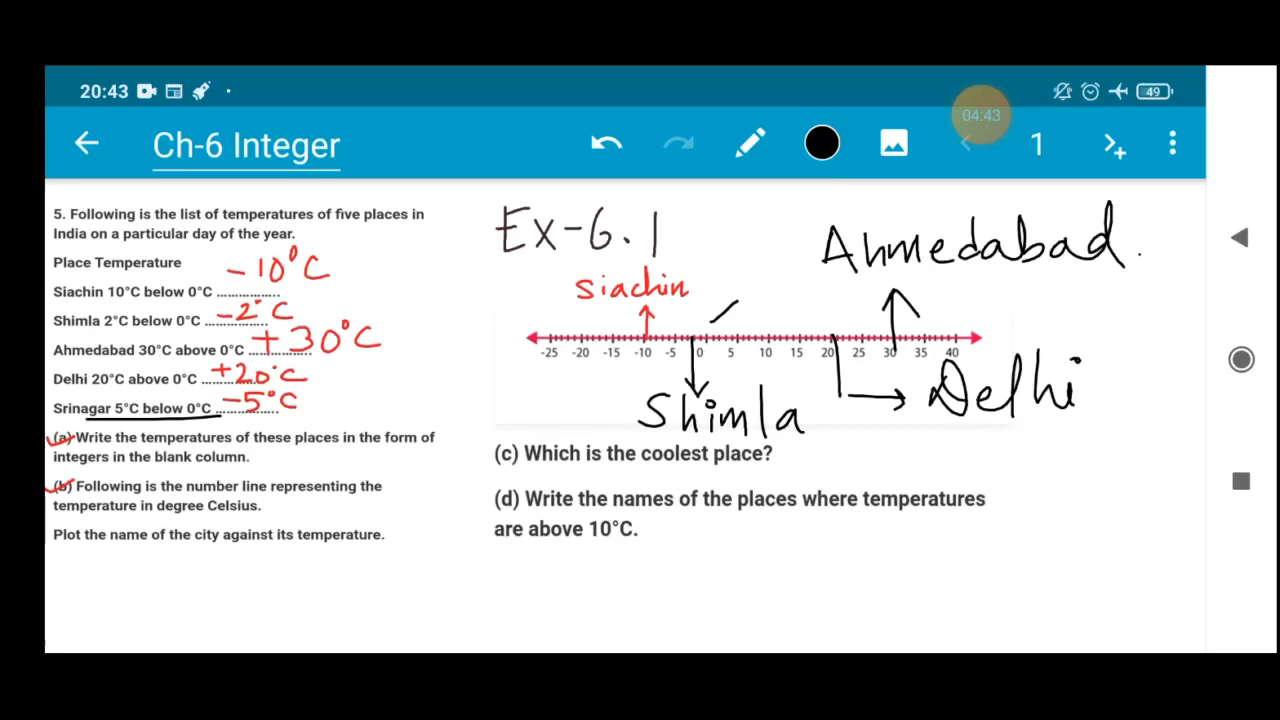 20:43
49
04:43
Ch-6 Integer
1
5. Following is the list of temperatures of five places in
India on a particular day of the year.
Place Temperature
Siachin 10°C below 0°C ................. -10°C
Shimla 2°C below 0°C ................. -2°C
Ahmedabad 30°C above 0°C ................. +30°C
Delhi 20°C above 0°C ................. +20°C
Srinagar 5°C below 0°C ................. -5°C
(a) Write the temperatures of these places in the form of
integers in the blank column.
(b) Following is the number line representing the
temperature in degree Celsius.
Plot the name of the city against its temperature.
Ex-6.1
Ahmedabad.
Siachin
-25 -20 -15 -10 -5 0 5 10 15 20 25 30 35 40
Shimla
Delhi
(c) Which is the coolest place?
(d) Write the names of the places where temperatures
are above 10°C.